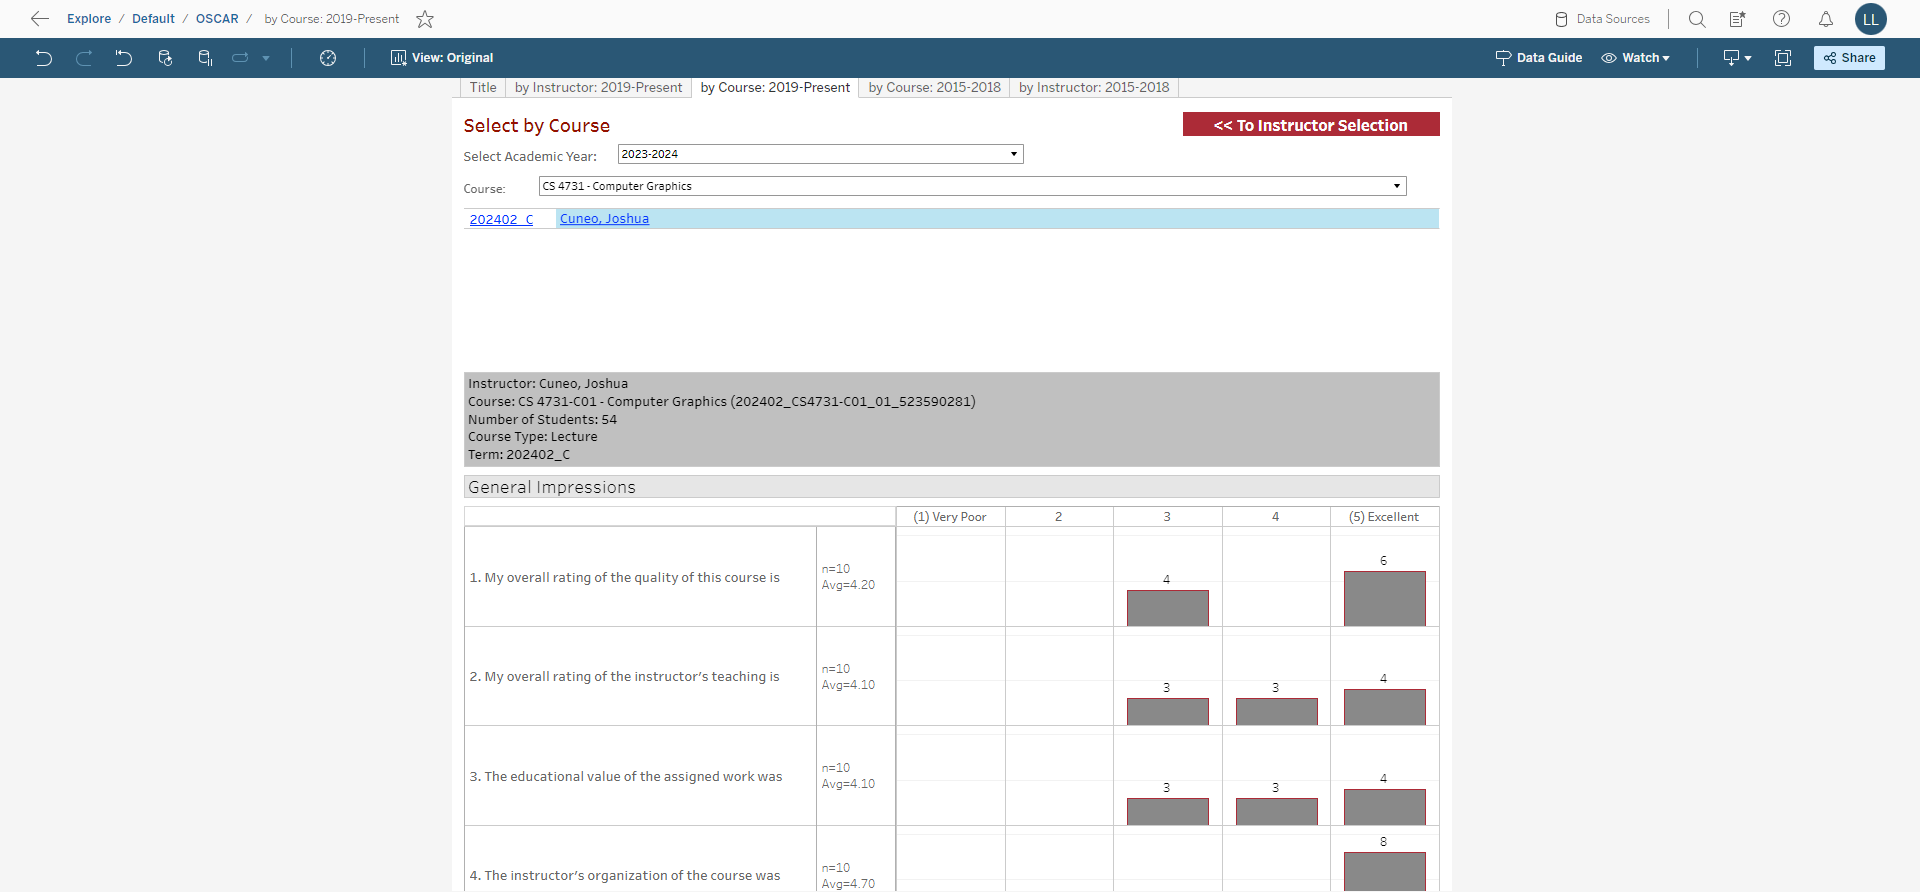 Explore / Default / OSCAR / by Course: 2019-Present
Data Sources
LL
View: Original
Data Guide
Watch
Share
Title
by Instructor: 2019-Present
by Course: 2019-Present
by Course: 2015-2018
by Instructor: 2015-2018
Select by Course
<< To Instructor Selection
Select Academic Year:
2023-2024
Course:
CS 4731 - Computer Graphics
202402_C
Cuneo, Joshua
Instructor: Cuneo, Joshua
Course: CS 4731-C01 - Computer Graphics (202402_CS4731-C01_01_523590281)
Number of Students: 54
Course Type: Lecture
Term: 202402_C
General Impressions
(1) Very Poor
2
3
4
(5) Excellent
1. My overall rating of the quality of this course is
n=10
Avg=4.20
4
6
2. My overall rating of the instructor's teaching is
n=10
Avg=4.10
3
3
4
3. The educational value of the assigned work was
n=10
Avg=4.10
3
3
4
4. The instructor's organization of the course was
n=10
Avg=4.70
8